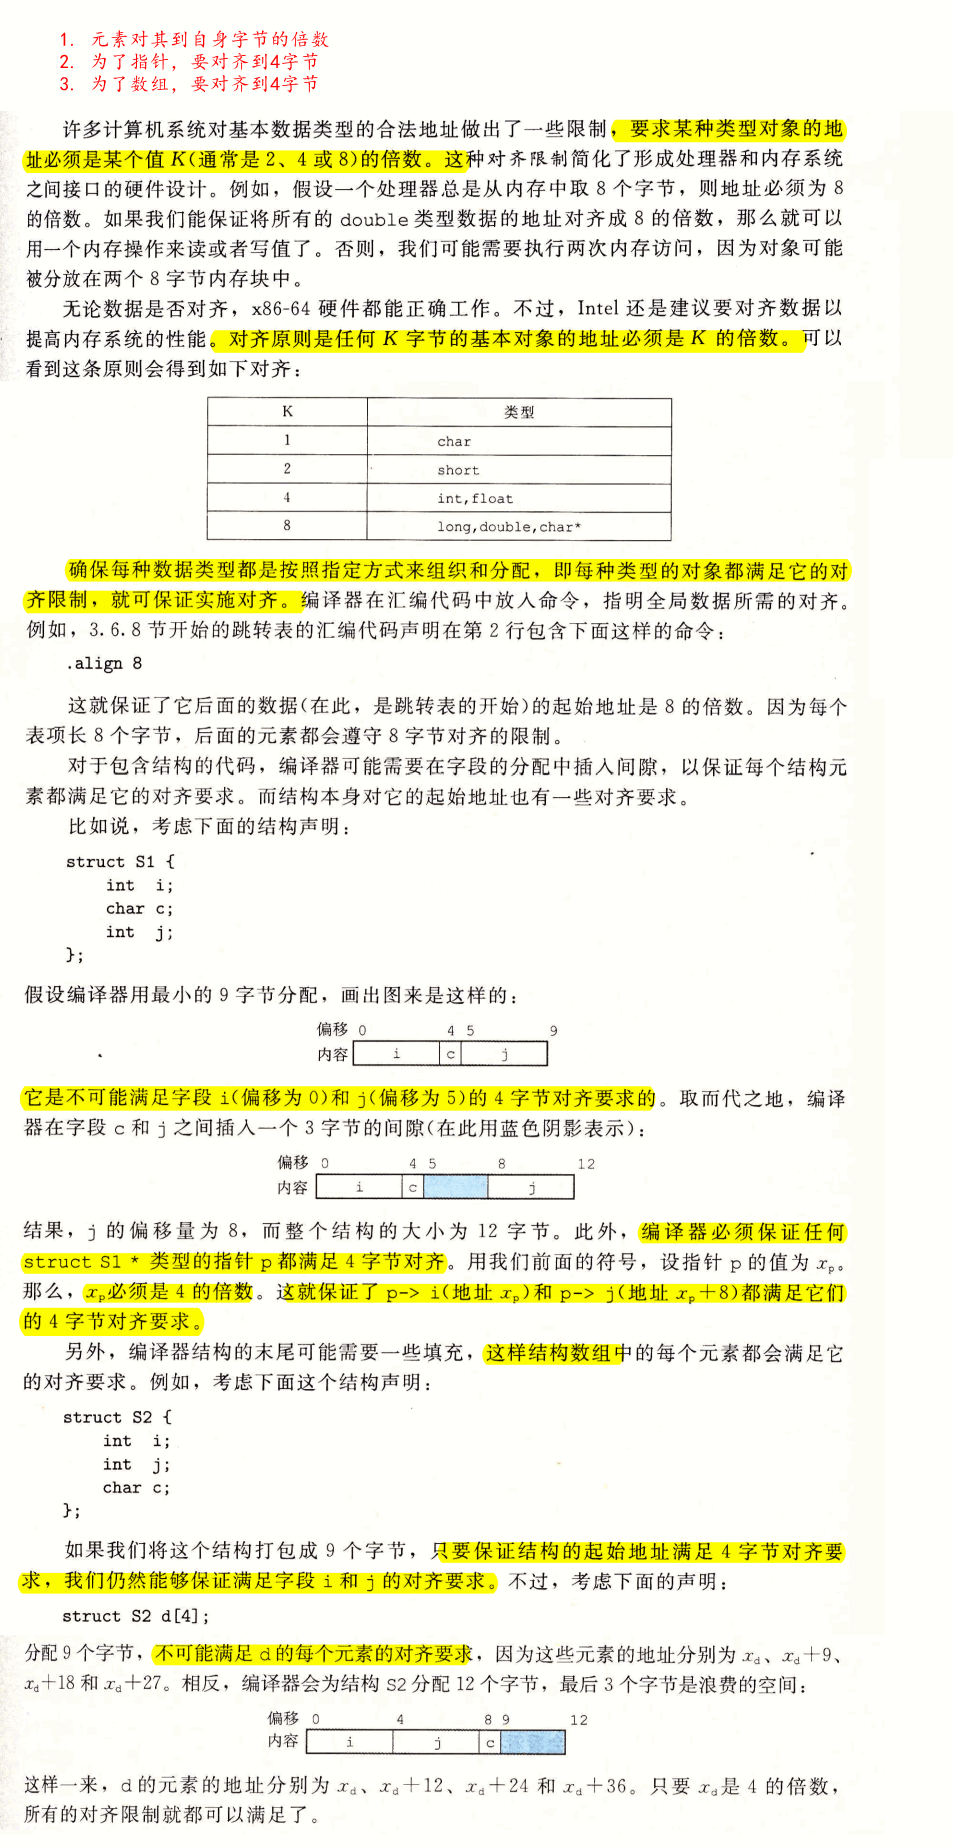 1. 元素对其到自身字节的倍数
2. 为了指针，要对齐到4字节
3. 为了数组，要对齐到4字节
许多计算机系统对基本数据类型的合法地址做出了一些限制，要求某种类型对象的地
址必须是某个值 K(通常是 2、4 或 8)的倍数。这种对齐限制简化了形成处理器和内存系统
之间接口的硬件设计。例如，假设一个处理器总是从内存中取 8 个字节，则地址必须为 8
的倍数。如果我们能保证将所有的 double 类型数据的地址对齐成 8 的倍数，那么就可以
用一个内存操作来读或者写值了。否则，我们可能需要执行两次内存访问，因为对象可能
被分放在两个 8 字节内存块中。
无论数据是否对齐，x86-64 硬件都能正确工作。不过，Intel 还是建议要对齐数据以
提高内存系统的性能。对齐原则是任何 K 字节的基本对象的地址必须是 K 的倍数。可以
看到这条原则会得到如下对齐：
K 类型
1 char
2 short
4 int,float
8 long,double,char*
确保每种数据类型都是按照指定方式来组织和分配，即每种类型的对象都满足它的对
齐限制，就可保证实施对齐。编译器在汇编代码中放入命令，指明全局数据所需的对齐。
例如，3.6.8 节开始的跳转表的汇编代码声明在第 2 行包含下面这样的命令：
.align 8
这就保证了它后面的数据(在此，是跳转表的开始)的起始地址是 8 的倍数。因为每个
表项长 8 个字节，后面的元素都会遵守 8 字节对齐的限制。
对于包含结构的代码，编译器可能需要在字段的分配中插入间隙，以保证每个结构元
素都满足它的对齐要求。而结构本身对它的起始地址也有一些对齐要求。
比如说，考虑下面的结构声明：
struct S1 {
int i;
char c;
int j;
};
假设编译器用最小的 9 字节分配，画出图来是这样的：
偏移 0 4 5 9
内容 i c j
它是不可能满足字段 i(偏移为 0)和 j(偏移为 5)的 4 字节对齐要求的。取而代之地，编译
器在字段 c 和 j 之间插入一个 3 字节的间隙(在此用蓝色阴影表示)：
偏移 0 4 5 8 12
内容 i c j
结果，j 的偏移量为 8，而整个结构的大小为 12 字节。此外，编译器必须保证任何
struct S1 * 类型的指针 p 都满足 4 字节对齐。用我们前面的符号，设指针 p 的值为 xₚ。
那么，xₚ必须是 4 的倍数。这就保证了 p-> i(地址 xₚ)和 p-> j(地址 xₚ+8)都满足它们
的 4 字节对齐要求。
另外，编译器结构的末尾可能需要一些填充，这样结构数组中的每个元素都会满足它
的对齐要求。例如，考虑下面这个结构声明：
struct S2 {
int i;
int j;
char c;
};
如果我们将这个结构打包成 9 个字节，只要保证结构的起始地址满足 4 字节对齐要
求，我们仍然能够保证满足字段 i 和 j 的对齐要求。不过，考虑下面的声明：
struct S2 d[4];
分配 9 个字节，不可能满足 d 的每个元素的对齐要求，因为这些元素的地址分别为 x_d、x_d+9、
x_d+18 和 x_d+27。相反，编译器会为结构 S2 分配 12 个字节，最后 3 个字节是浪费的空间：
偏移 0 4 8 9 12
内容 i j c
这样一来，d 的元素的地址分别为 x_d、x_d+12、x_d+24 和 x_d+36。只要 x_d是 4 的倍数，
所有的对齐限制就都可以满足了。